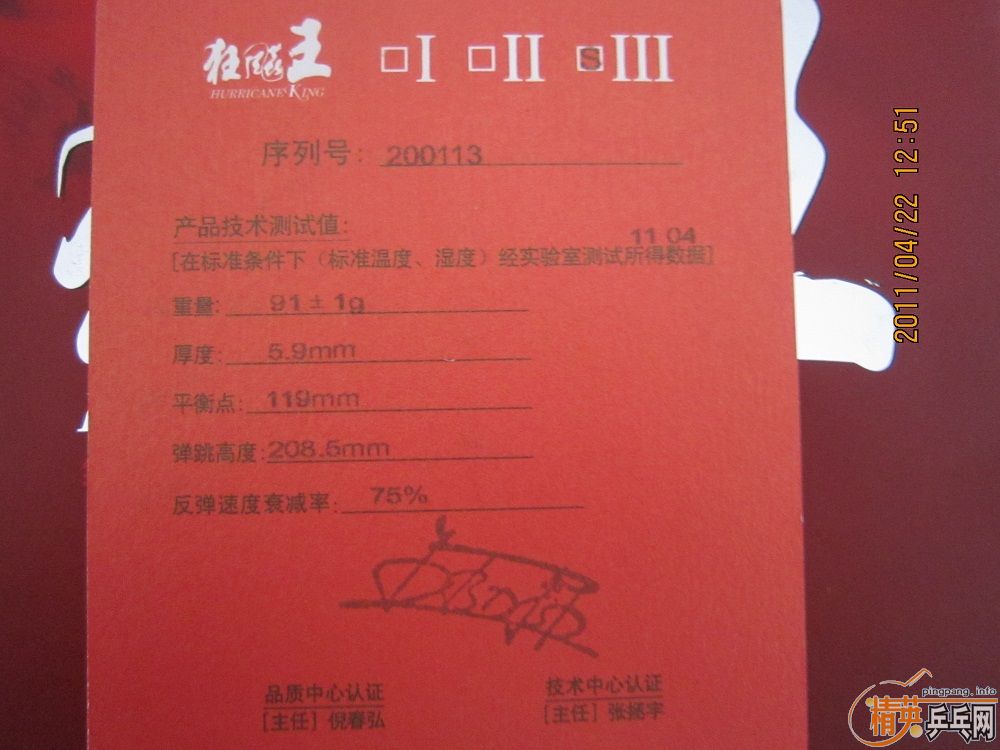 狂飚王 □I □II SIII
HURRICANE KING
序列号: 200113
产品技术测试值:
11 04
[在标准条件下（标准温度、湿度）经实验室测试所得数据]
重量: 91±1g
厚度: 5.9mm
平衡点: 119mm
弹跳高度:208.5mm
反弹速度衰减率: 75%
品质中心认证
[主任] 倪春弘
技术中心认证
[主任] 张拯宇
2011/04/22 12:51
pingpang.info
精英乒乓网